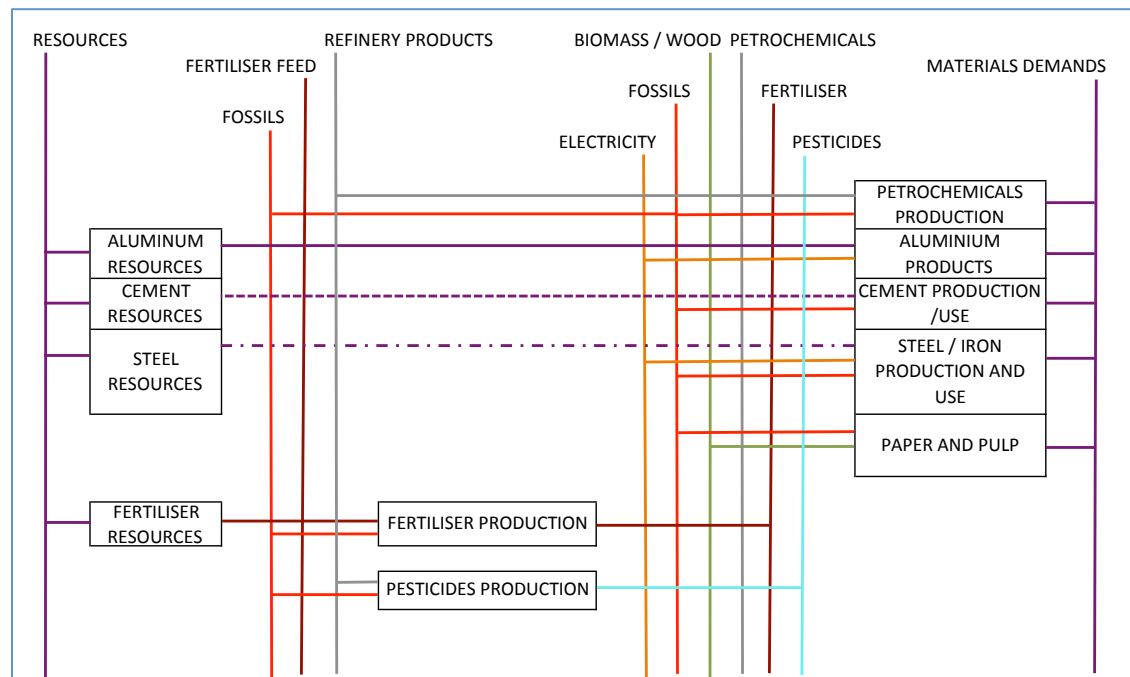 RESOURCES
REFINERY PRODUCTS
BIOMASS / WOOD
PETROCHEMICALS
FERTILISER FEED
MATERIALS DEMANDS
FOSSILS
FERTILISER
FOSSILS
ELECTRICITY
PESTICIDES
PETROCHEMICALS
PRODUCTION
ALUMINUM
RESOURCES
ALUMINIUM
PRODUCTS
CEMENT
RESOURCES
CEMENT PRODUCTION
/USE
STEEL
RESOURCES
STEEL / IRON
PRODUCTION AND
USE
PAPER AND PULP
FERTILISER
RESOURCES
FERTILISER PRODUCTION
PESTICIDES PRODUCTION